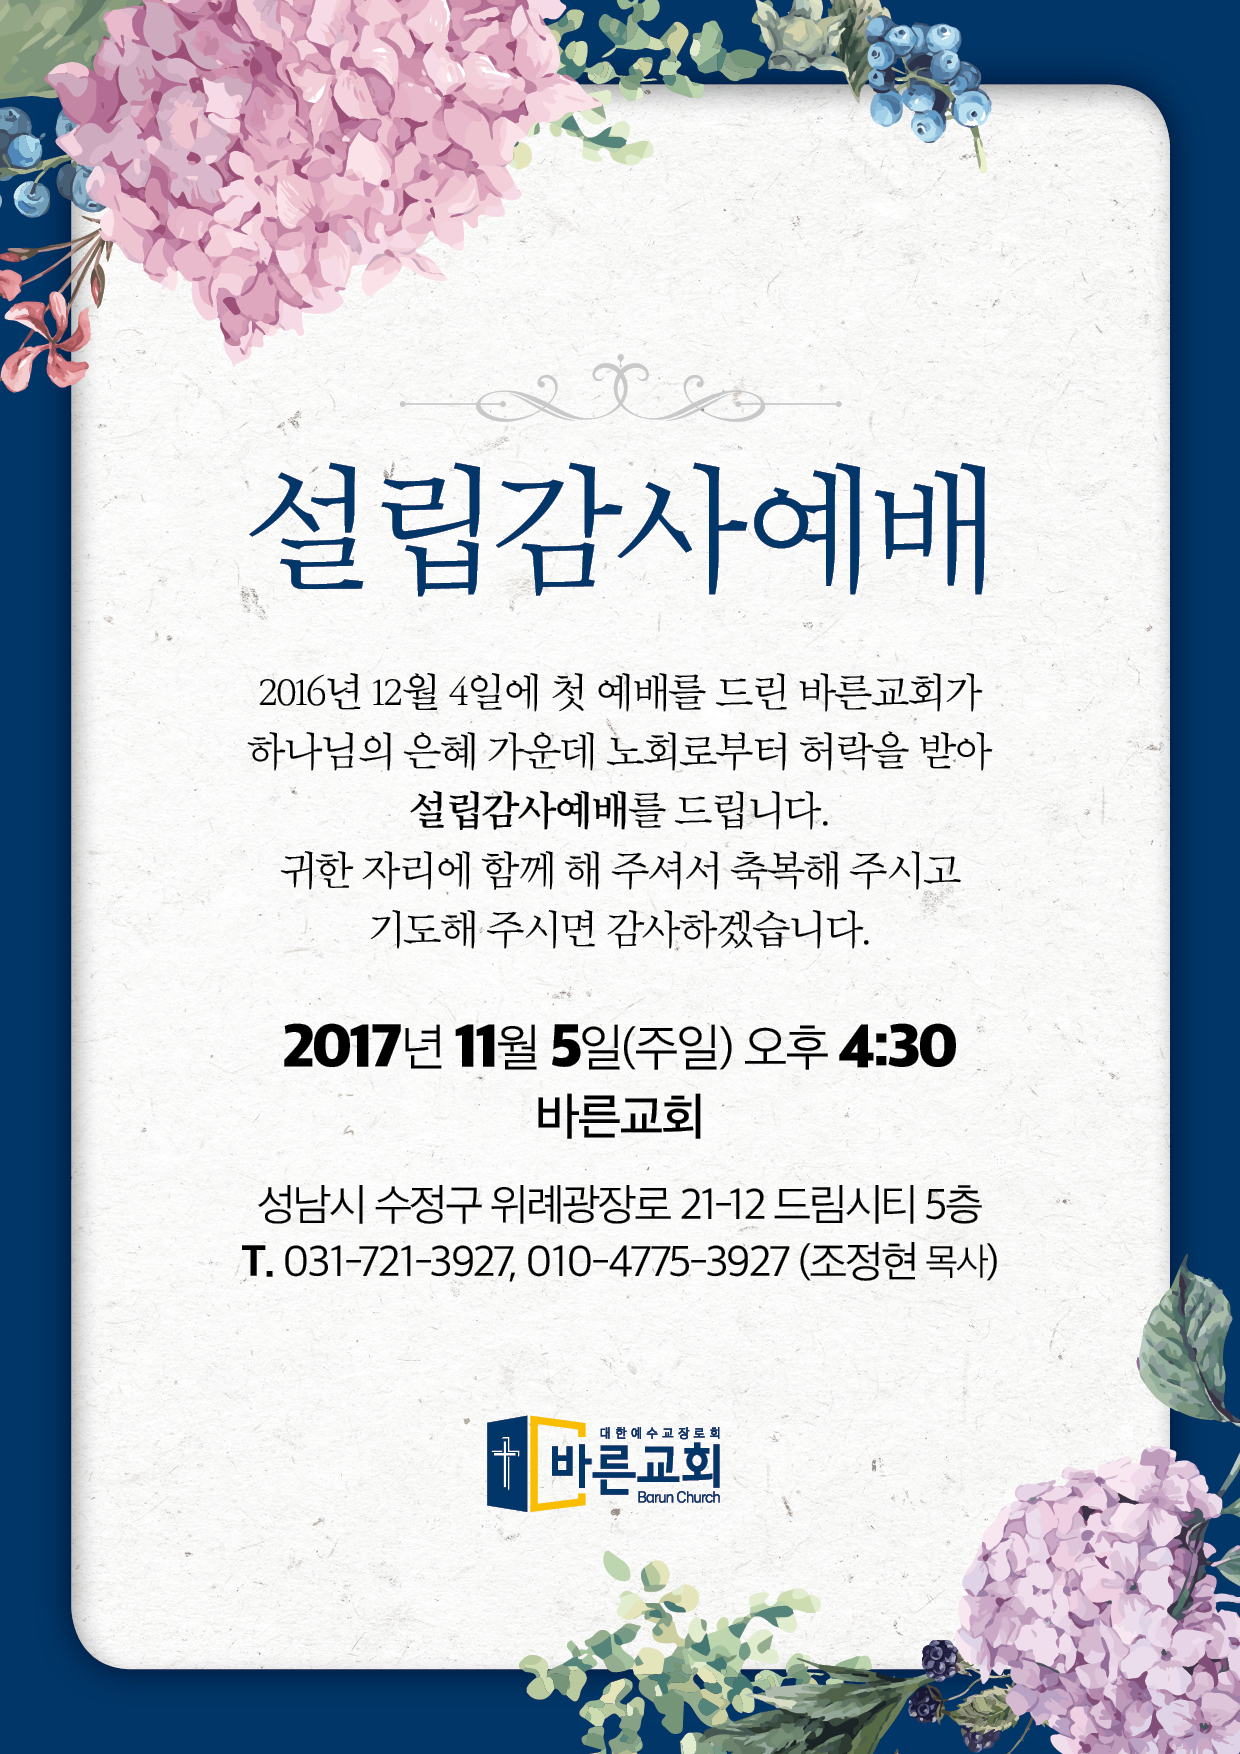 설립감사예배
2016년 12월 4일에 첫 예배를 드린 바른교회가
하나님의 은혜 가운데 노회로부터 허락을 받아
설립감사예배를 드립니다.
귀한 자리에 함께 해 주셔서 축복해 주시고
기도해 주시면 감사하겠습니다.
2017년 11월 5일(주일) 오후 4:30
바른교회
성남시 수정구 위례광장로 21-12 드림시티 5층
T. 031-721-3927, 010-4775-3927 (조정현 목사)
대한예수교장로회
바른교회
Barun Church